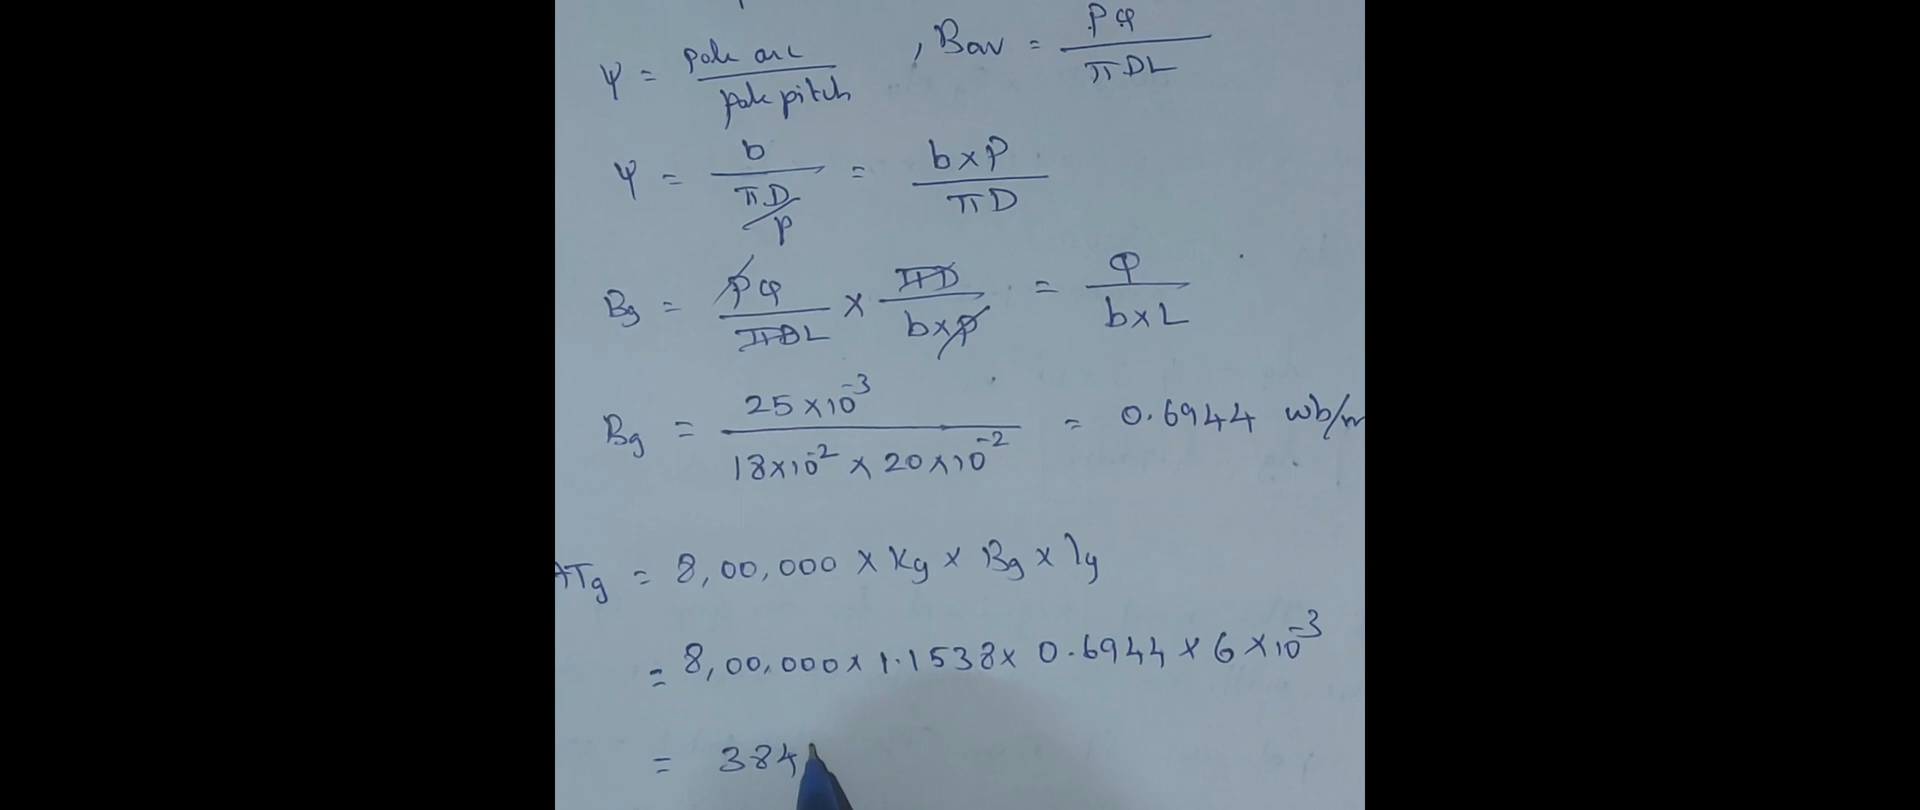 ψ = pole arc / pole pitch , Bav = Pφ / πDL
ψ = b / πD/P = b×P / πD
Bg = Pφ / πDL × πD / b×P = φ / b×L
Bg = 25×10⁻³ / 18×10⁻² × 20×10⁻² = 0.6944 wb/m
ATg = 8,00,000 × Kg × Bg × lg
= 8,00,000 × 1.1538 × 0.6944 × 6×10⁻³
= 384